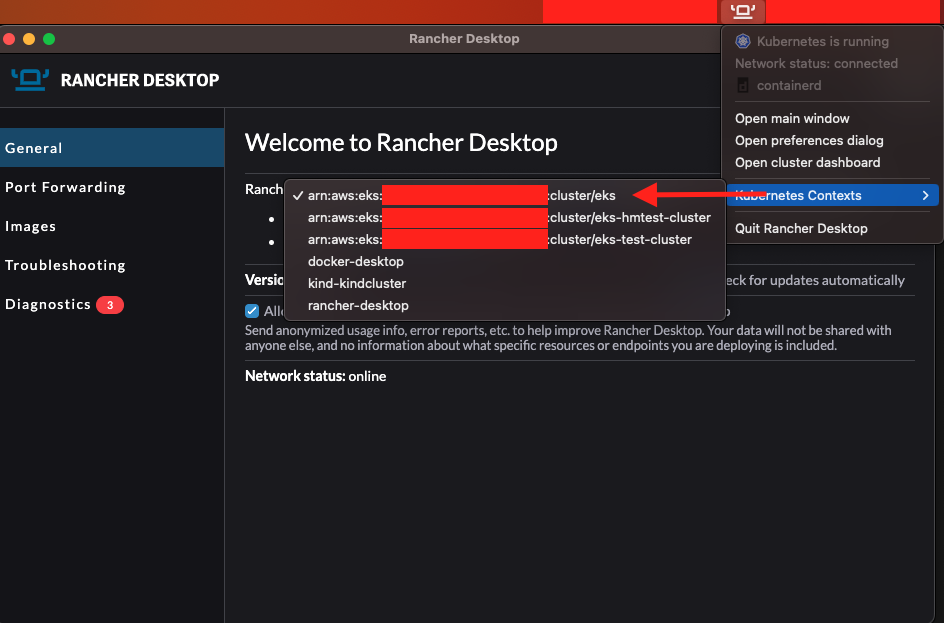 Rancher Desktop
RANCHER DESKTOP
General
Port Forwarding
Images
Troubleshooting
Diagnostics 3
Welcome to Rancher Desktop
Ranch
✓ arn:aws:eks: :cluster/eks
arn:aws:eks: :cluster/eks-hmtest-cluster
arn:aws:eks: :cluster/eks-test-cluster
docker-desktop
kind-kindcluster
rancher-desktop
Versio eck for updates automatically
Send anonymized usage info, error reports, etc. to help improve Rancher Desktop. Your data will not be shared with
anyone else, and no information about what specific resources or endpoints you are deploying is included.
Network status: online
Kubernetes is running
Network status: connected
containerd
Open main window
Open preferences dialog
Open cluster dashboard
Kubernetes Contexts
Quit Rancher Desktop